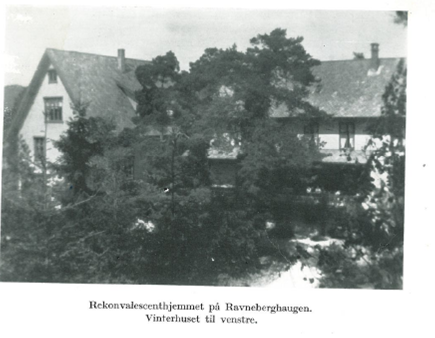 Rekonvalescenthjemmet på Ravneberghaugen.
Vinterhuset til venstre.